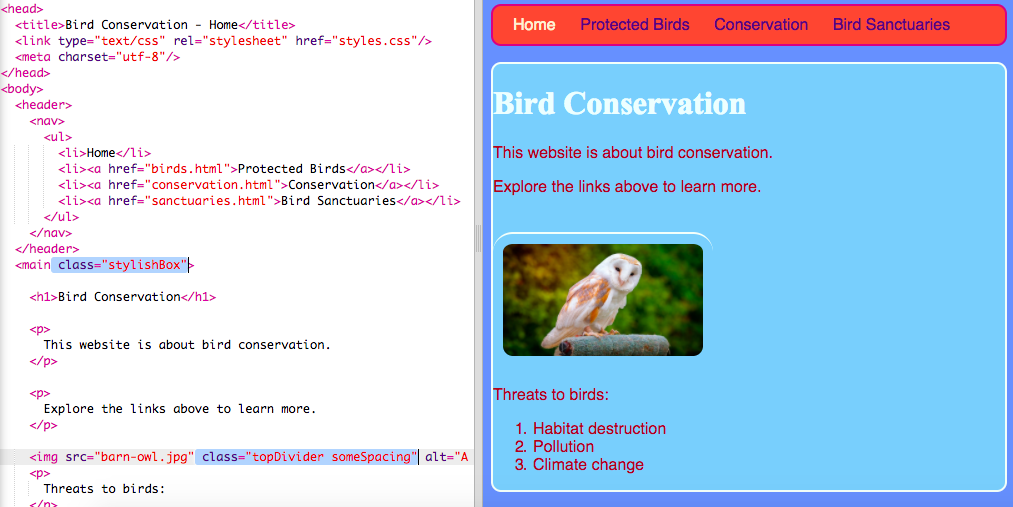 <head>
<title>Bird Conservation - Home</title>
<link type="text/css" rel="stylesheet" href="styles.css"/>
<meta charset="utf-8"/>
</head>
<body>
<header>
<nav>
<ul>
<li>Home</li>
<li><a href="birds.html">Protected Birds</a></li>
<li><a href="conservation.html">Conservation</a></li>
<li><a href="sanctuaries.html">Bird Sanctuaries</a></li>
</ul>
</nav>
</header>
<main class="stylishBox">
<h1>Bird Conservation</h1>
<p>
This website is about bird conservation.
</p>
<p>
Explore the links above to learn more.
</p>
<img src="barn-owl.jpg" class="topDivider someSpacing" alt="A
<p>
Threats to birds:
</p>
Home Protected Birds Conservation Bird Sanctuaries
Bird Conservation
This website is about bird conservation.
Explore the links above to learn more.
Threats to birds:
1. Habitat destruction
2. Pollution
3. Climate change